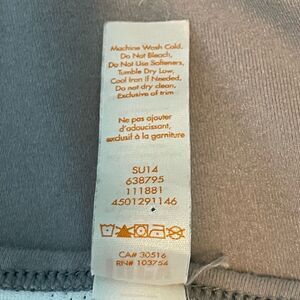 Machine Wash Cold,
Do Not Bleach,
Do Not Use Softeners,
Tumble Dry Low,
Cool Iron If Needed,
Do not dry clean,
Exclusive of trim
Ne pas ajouter
d'adoucissant,
exclusif à la garniture
SU14
638795
111881
4501291146
CA# 30516
RN# 103754